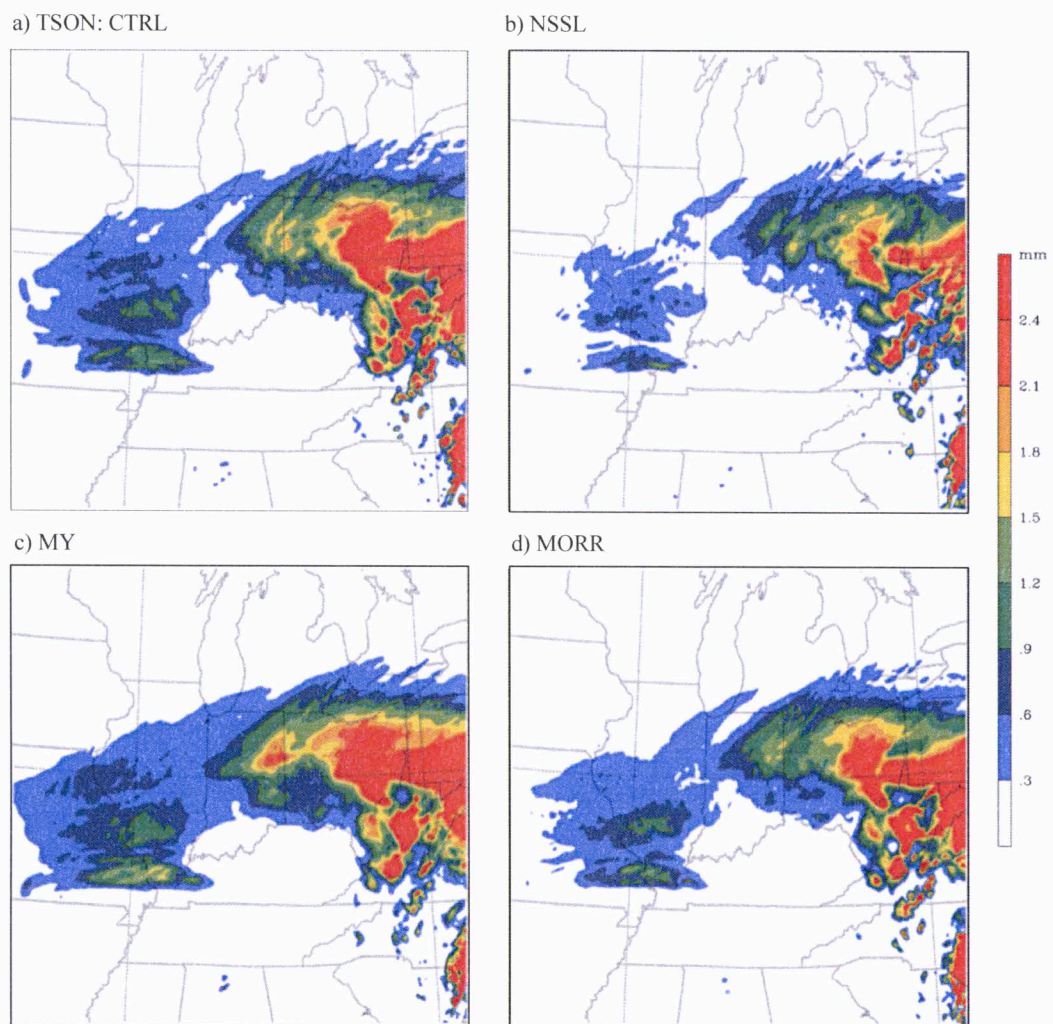 a) TSON: CTRL
b) NSSL
mm
2.4
2.1
1.8
1.5
1.2
.9
.6
.3
c) MY
d) MORR